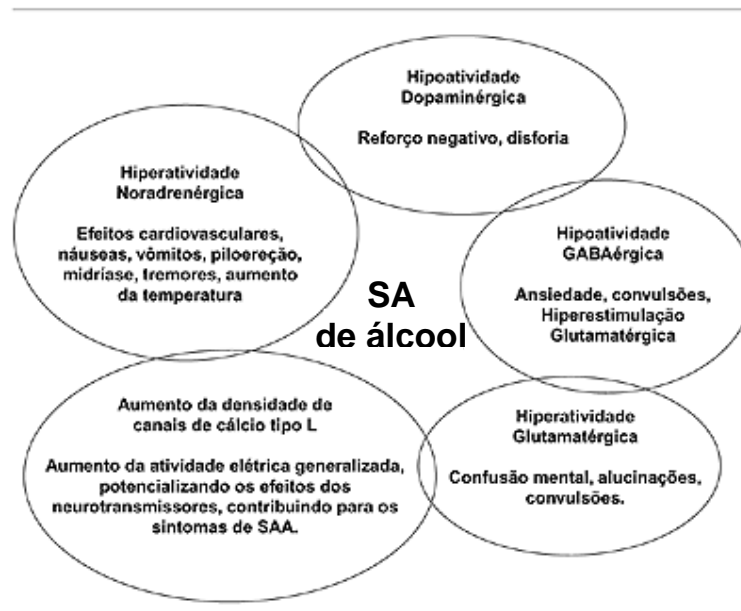 Hipoatividade
Dopaminérgica
Reforço negativo, disforia
Hiperatividade
Noradrenérgica
Efeitos cardiovasculares,
náuseas, vômitos, piloereção,
midríase, tremores, aumento
da temperatura
Hipoatividade
GABAérgica
Ansiedade, convulsões,
Hiperestimulação
Glutamatérgica
SA
de álcool
Aumento da densidade de
canais de cálcio tipo L
Aumento da atividade elétrica generalizada,
potencializando os efeitos dos
neurotransmissores, contribuindo para os
sintomas de SAA.
Hiperatividade
Glutamatérgica
Confusão mental, alucinações,
convulsões.